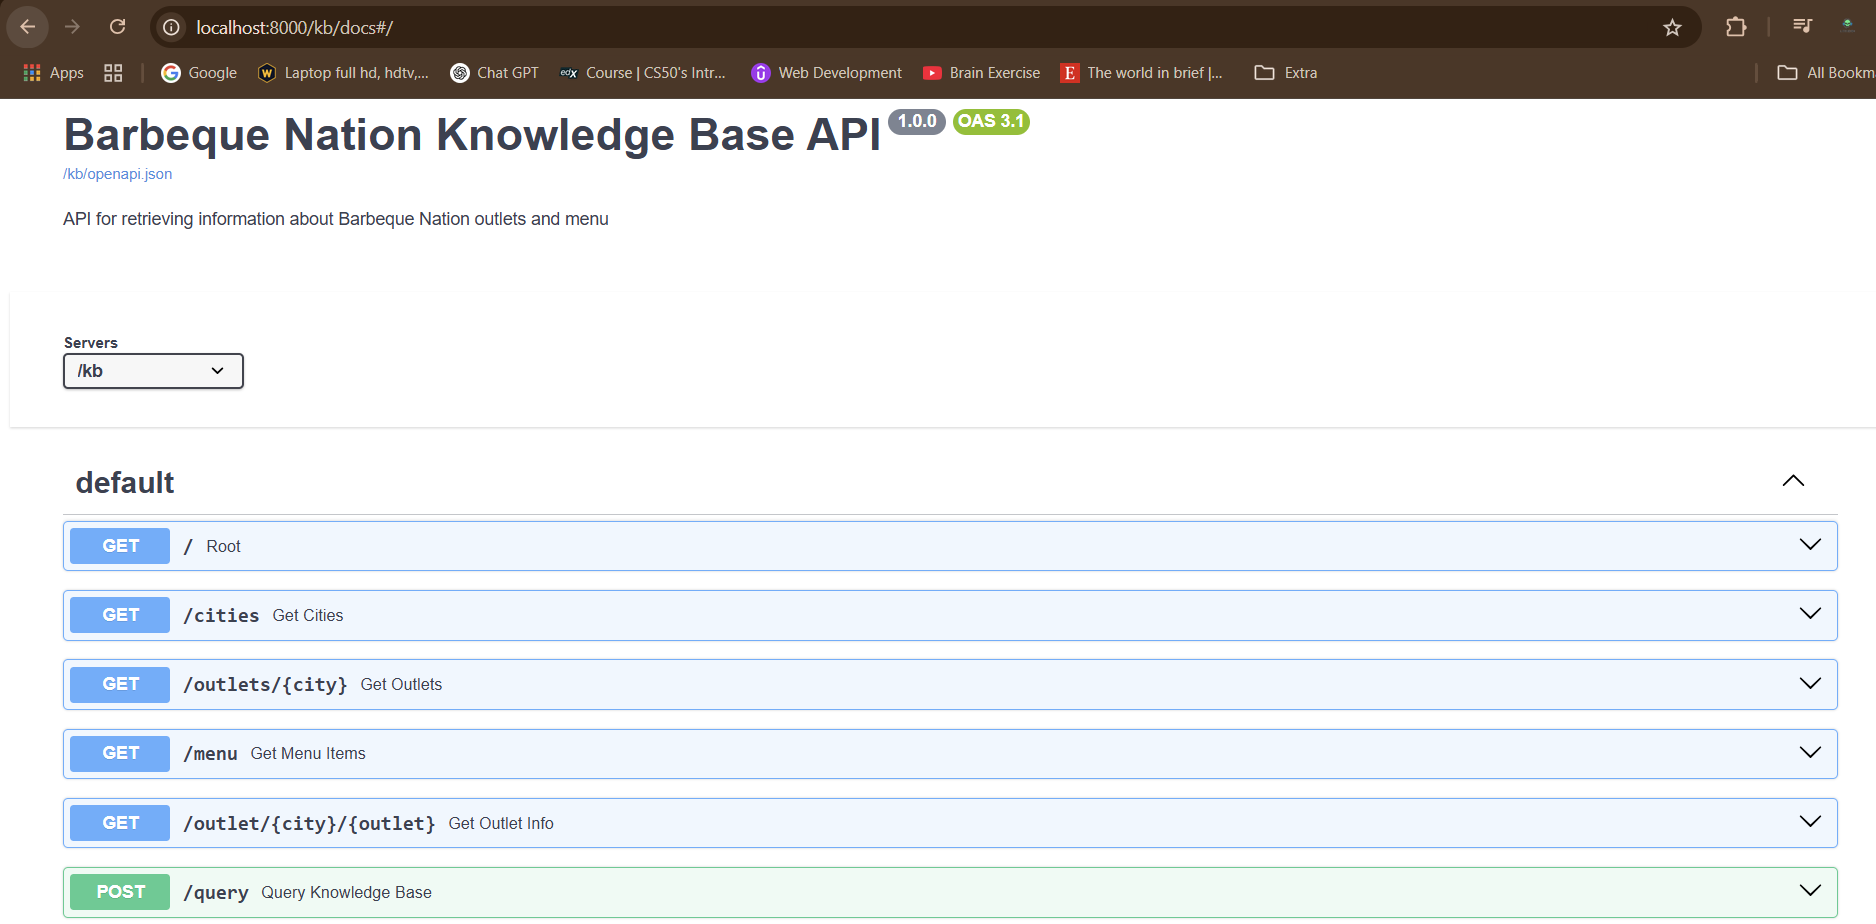 localhost:8000/kb/docs#/
Apps Google W Laptop full hd, hdtv,... Chat GPT edX Course | CS50's Intr... Web Development Brain Exercise E The world in brief |... Extra All Bookm
Barbeque Nation Knowledge Base API 1.0.0 OAS 3.1
/kb/openapi.json
API for retrieving information about Barbeque Nation outlets and menu
Servers
/kb
default
GET / Root
GET /cities Get Cities
GET /outlets/{city} Get Outlets
GET /menu Get Menu Items
GET /outlet/{city}/{outlet} Get Outlet Info
POST /query Query Knowledge Base